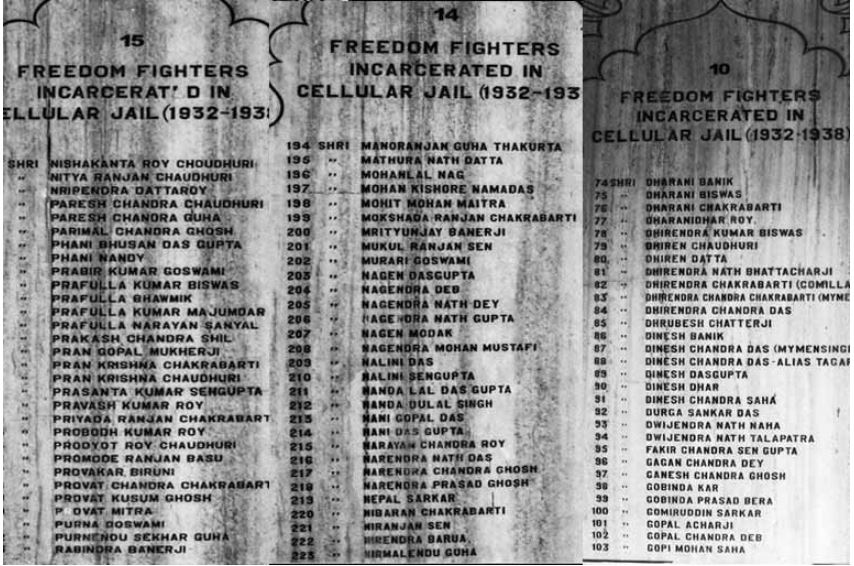 15
FREEDOM FIGHTERS
INCARCERAT' D IN
ELLULAR JAIL (1932-193
SHRI NISHAKANTA ROY CHOUDHURI
" NITYA RANJAN CHAUDHURI
" NRIPENDRA DATTAROY
" PARESH CHANDRA CHAUDHURI
" PARESH CHANDRA GUHA
" PARIMAL CHANDRA GHOSH
" PHANI BHUSAN DAS GUPTA
" PHANI NANDY
" PRABIR KUMAR GOSWAMI
" PRAFULLA KUMAR BISWAS
" PRAFULLA BHAWMIK
" PRAFULLA KUMAR MAJUMDAR
" PRAFULLA NARAYAN SANYAL
" PRAKASH CHANDRA SHIL
" PRAN GOPAL MUKHERJI
" PRAN KRISHNA CHAKRABARTI
" PRAN KRISHNA CHAUDHURI
" PRASANTA KUMAR SENGUPTA
" PRAVASH KUMAR ROY
" PRIYADA RANJAN CHAKRABART
" PROBODH KUMAR ROY
" PRODYOT ROY CHAUDHURI
" PROMODE RANJAN BASU
" PROVAKAR BIRUNI
" PROVAT CHANDRA CHAKRABART
" PROVAT KUSUM GHOSH
" P OVAT MITRA
" PURNA DOSWAMI
" PURNENDU SEKHAR GUHA
" RABINDRA BANERJI
14
FREEDOM FIGHTERS
INCARCERATED IN
CELLULAR JAIL (1932-193
194 SHRI MANORANJAN GUHA THAKURTA
195 " MATHURA NATH DATTA
196 " MOHANLAL NAG
197 " MOHAN KISHORE NAMADAS
198 " MOHIT MOHAN MAITRA
199 " MOKSHADA RANJAN CHAKRABARTI
200 " MRITYUNJAY BANERJI
201 " MUKUL RANJAN SEN
202 " MURARI GOSWAMI
203 " NAGEN DASGUPTA
204 " NAGENDRA DEB
205 " NAGENDRA NATH DEY
206 " NAGENDRA NATH GUPTA
207 " NAGEN MODAK
208 " NAGENDRA MOHAN MUSTAFI
209 " NALINI DAS
210 " NALINI SENGUPTA
211 " NANDA LAL DAS GUPTA
212 " NANDA DULAL SINGH
213 " NANI GOPAL DAS
214 " NANI DAS GUPTA
215 " NARAYAN CHANDRA ROY
216 " NARENDRA NATH DAS
217 " NARENDRA CHANDRA GHOSH
218 " NARENDRA PRASAD GHOSH
219 " NEPAL SARKAR
220 " NIBARAN CHAKRABARTI
221 " NIRANJAN SEN
222 " NIRENDRA BARUA
223 " NIRMALENDU GUHA
10
FREEDOM FIGHTERS
INCARCERATED IN
CELLULAR JAIL (1932-1938)
74 SHRI DHARANI BANIK
75 " DHARANI BISWAS
76 " DHARANI CHAKRABARTI
77 " DHARANIDHAR ROY
78 " DHIRENDRA KUMAR BISWAS
79 " DHIREN CHAUDHURI
80 " DHIREN DATTA
81 " DHIRENDRA NATH BHATTACHARJI
82 " DHIRENDRA CHAKRABARTI (COMILLA
83 " DHIRENDRA CHANDRA CHAKRABARTI (MYME
84 " DHIRENDRA CHANDRA DAS
85 " DHRUBESH CHATTERJI
86 " DINESH BANIK
87 " DINESH CHANDRA DAS (MYMENSING
88 " DINESH CHANDRA DAS-ALIAS TAGAR
89 " DINESH DASGUPTA
90 " DINESH DHAR
91 " DINESH CHANDRA SAHA
92 " DURGA SANKAR DAS
93 " DWIJENDRA NATH NAHA
94 " DWIJENDRA NATH TALAPATRA
95 " FAKIR CHANDRA SEN GUPTA
96 " GAGAN CHANDRA DEY
97 " GANESH CHANDRA GHOSH
98 " GOBINDA KAR
99 " GOBINDA PRASAD BERA
100 " GOMIRUDDIN SARKAR
101 " GOPAL ACHARJI
102 " GOPAL CHANDRA DEB
103 " GOPI MOHAN SAHA